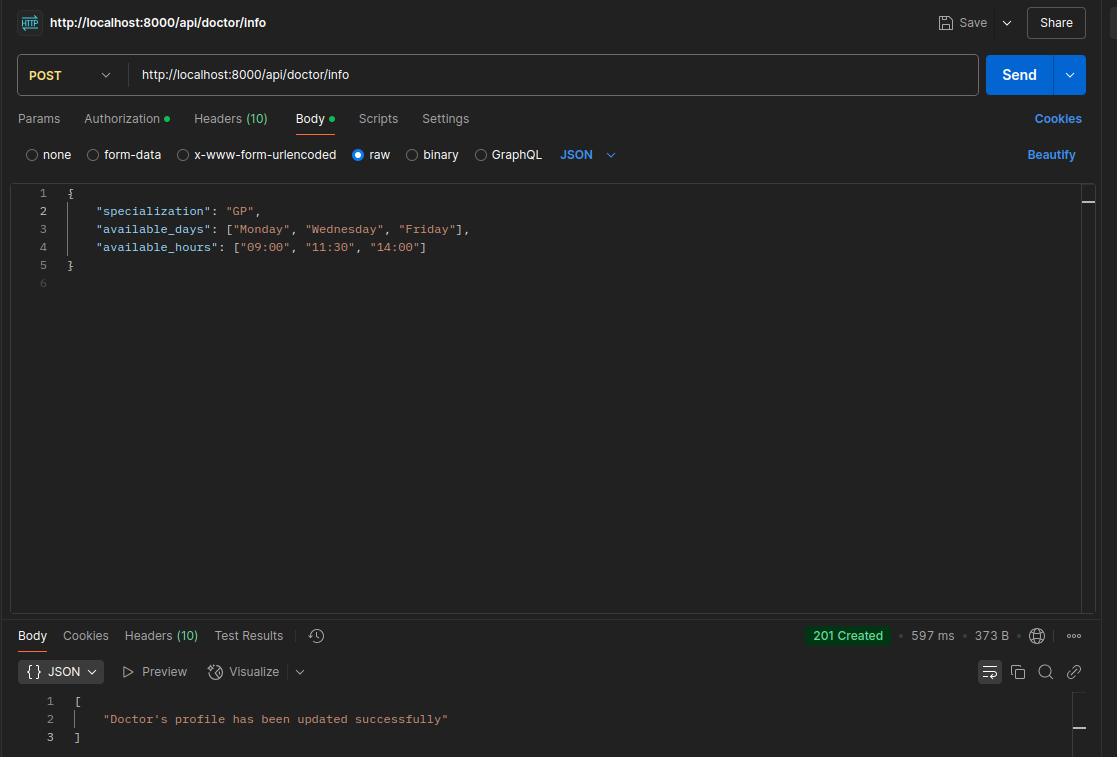 HTTP http://localhost:8000/api/doctor/info Save Share
POST http://localhost:8000/api/doctor/info Send
Params Authorization Headers (10) Body Scripts Settings Cookies
none form-data x-www-form-urlencoded raw binary GraphQL JSON Beautify
1 {
2 "specialization": "GP",
3 "available_days": ["Monday", "Wednesday", "Friday"],
4 "available_hours": ["09:00", "11:30", "14:00"]
5 }
6
Body Cookies Headers (10) Test Results 201 Created • 597 ms • 373 B •
{} JSON Preview Visualize
1 [
2 "Doctor's profile has been updated successfully"
3 ]